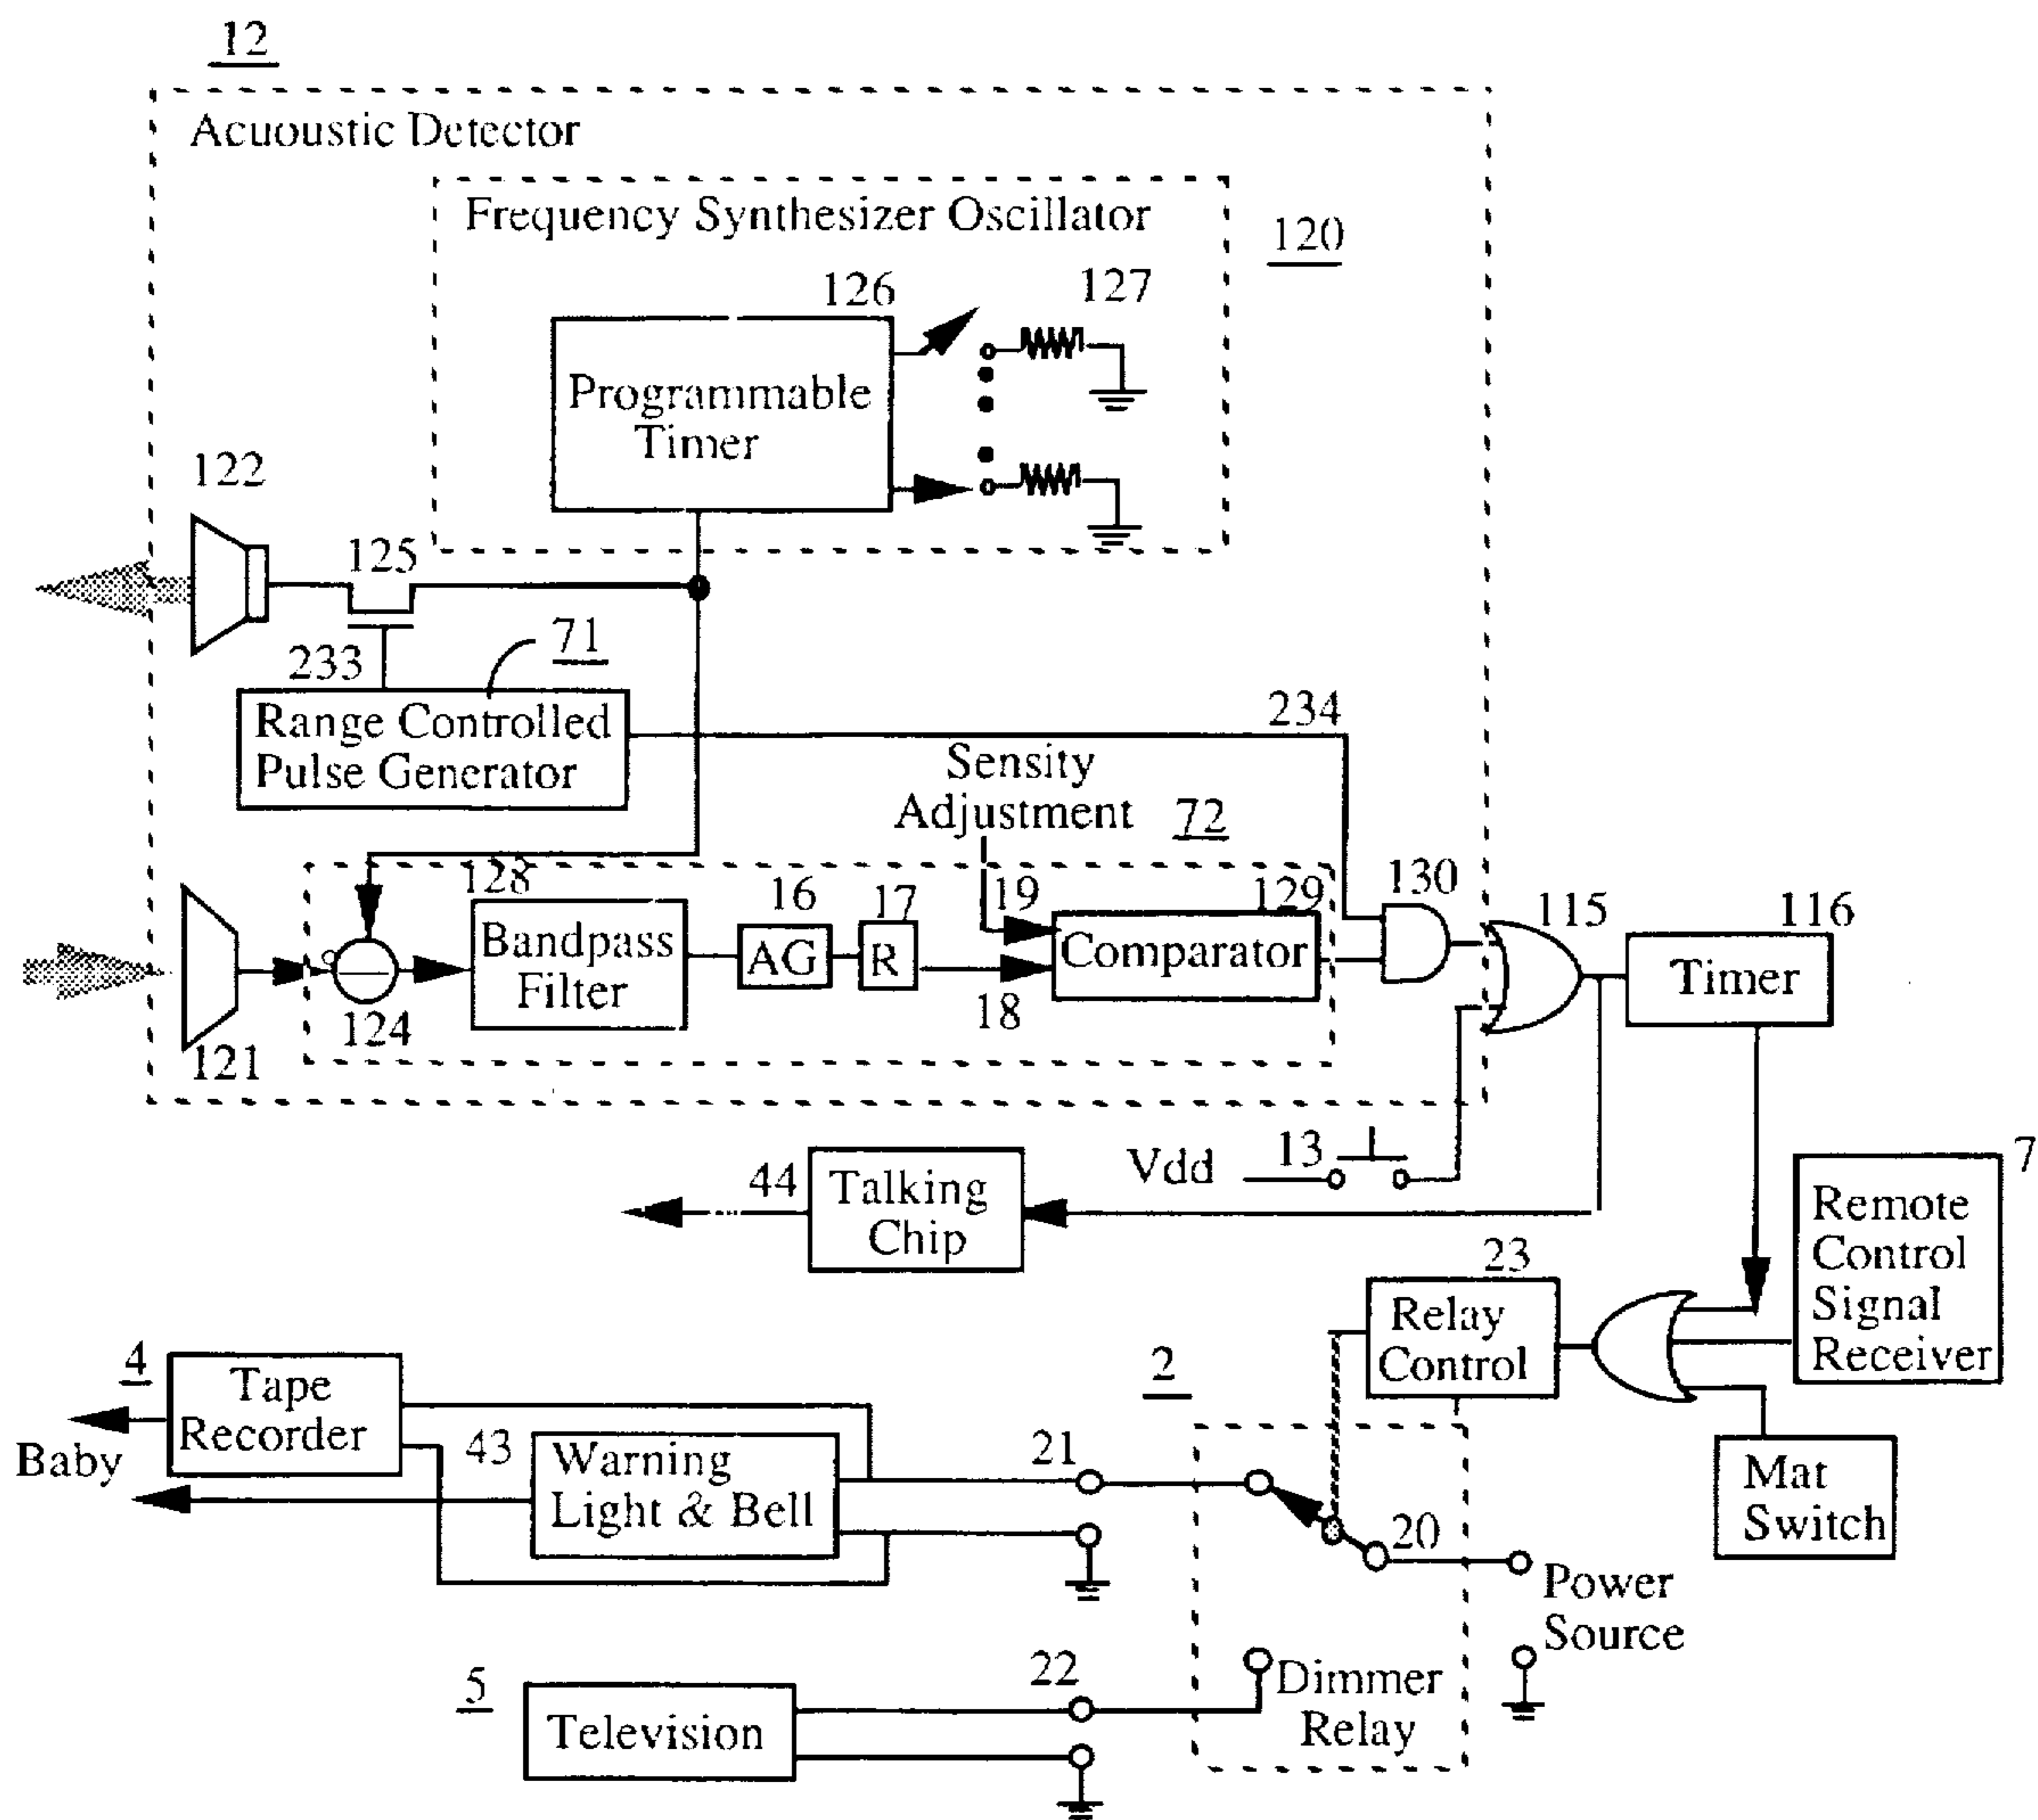 12
Acuoustic Detector
Frequency Synthesizer Oscillator
120
126
127
Programmable
Timer
122
125
233
71
Range Controlled
Pulse Generator
234
Sensity
Adjustment
72
128
16
17
19
129
130
115
116
Bandpass
Filter
AG
R
Comparator
Timer
18
124
121
Vdd
13
7
44
Talking
Chip
Remote
Control
Signal
Receiver
23
Relay
Control
4
Tape
Recorder
2
Baby
43
Warning
Light & Bell
21
20
Mat
Switch
Power
Source
5
Television
22
Dimmer
Relay